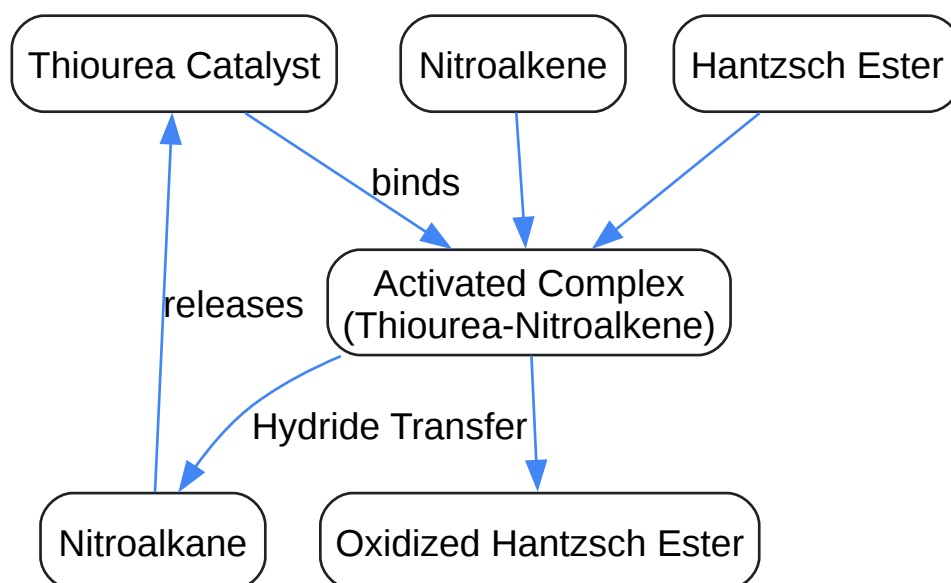 Thiourea Catalyst
Nitroalkene
Hantzsch Ester
binds
Activated Complex
(Thiourea-Nitroalkene)
releases
Hydride Transfer
Nitroalkane
Oxidized Hantzsch Ester